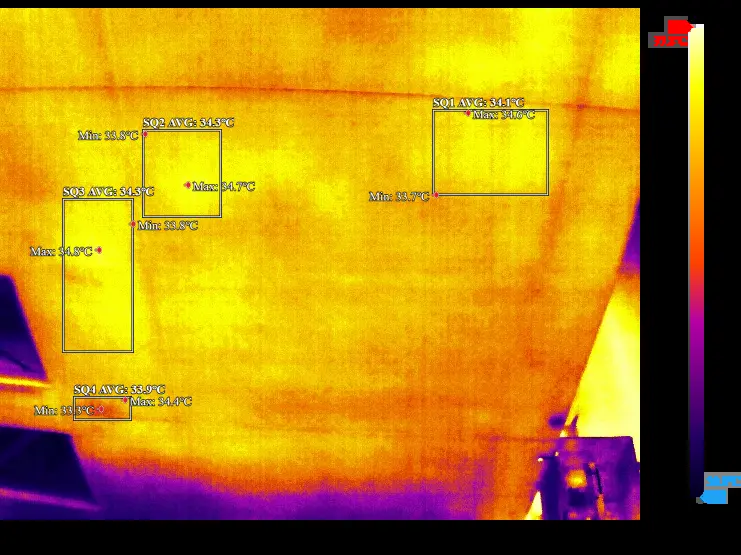 SQ1 AVG: 34.1°C
Max: 34.6°C
SQ2 AVG: 34.3°C
Min: 33.8°C
Max: 34.7°C
SQ3 AVG: 34.3°C
Min: 33.7°C
Min: 33.8°C
Max: 34.8°C
SQ4 AVG: 33.9°C
Max: 34.4°C
Min: 33.3°C